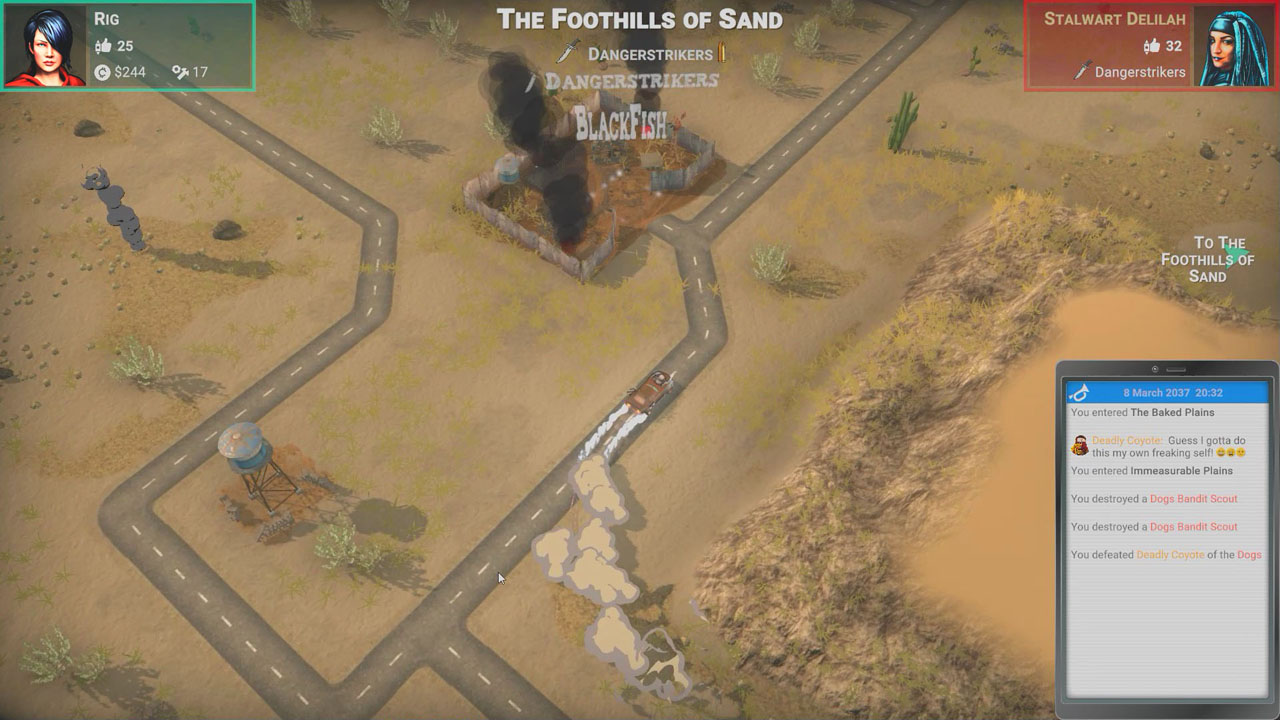 RIG
25
$244 17
THE FOOTHILLS OF SAND
DANGERSTRIKERS
DANGERSTRIKERS
BLACKFISH
STALWART DELILAH
32
Dangerstrikers
TO THE
FOOTHILLS OF
SAND
8 March 2037 20:32
You entered The Baked Plains
Deadly Coyote: Guess I gotta do
this my own freaking self!
You entered Immeasurable Plains
You destroyed a Dogs Bandit Scout
You destroyed a Dogs Bandit Scout
You defeated Deadly Coyote of the Dogs